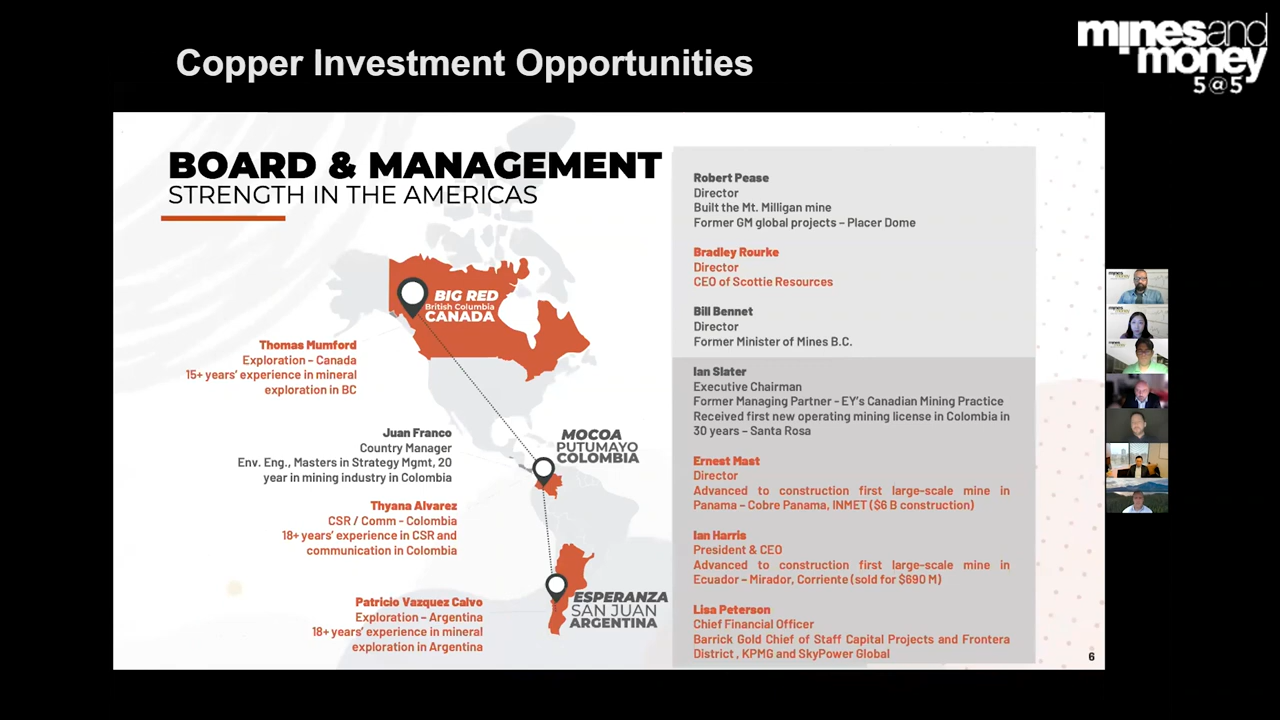 Copper Investment Opportunities
minesand
money
5@5
BOARD & MANAGEMENT
STRENGTH IN THE AMERICAS
BIG RED
British Columbia
CANADA
Thomas Mumford
Exploration – Canada
15+ years' experience in mineral
exploration in BC
Juan Franco
Country Manager
Env. Eng., Masters in Strategy Mgmt, 20
year in mining industry in Colombia
MOCOA
PUTUMAYO
COLOMBIA
Thyana Alvarez
CSR / Comm - Colombia
18+ years' experience in CSR and
communication in Colombia
Patricio Vazquez Calvo
Exploration – Argentina
18+ years' experience in mineral
exploration in Argentina
ESPERANZA
SAN JUAN
ARGENTINA
Robert Pease
Director
Built the Mt. Milligan mine
Former GM global projects – Placer Dome
Bradley Rourke
Director
CEO of Scottie Resources
Bill Bennet
Director
Former Minister of Mines B.C.
Ian Slater
Executive Chairman
Former Managing Partner - EY's Canadian Mining Practice
Received first new operating mining license in Colombia in
30 years – Santa Rosa
Ernest Mast
Director
Advanced to construction first large-scale mine in
Panama – Cobre Panama, INMET ($6 B construction)
Ian Harris
President & CEO
Advanced to construction first large-scale mine in
Ecuador – Mirador, Corriente (sold for $690 M)
Lisa Peterson
Chief Financial Officer
Barrick Gold Chief of Staff Capital Projects and Frontera
District , KPMG and SkyPower Global
6